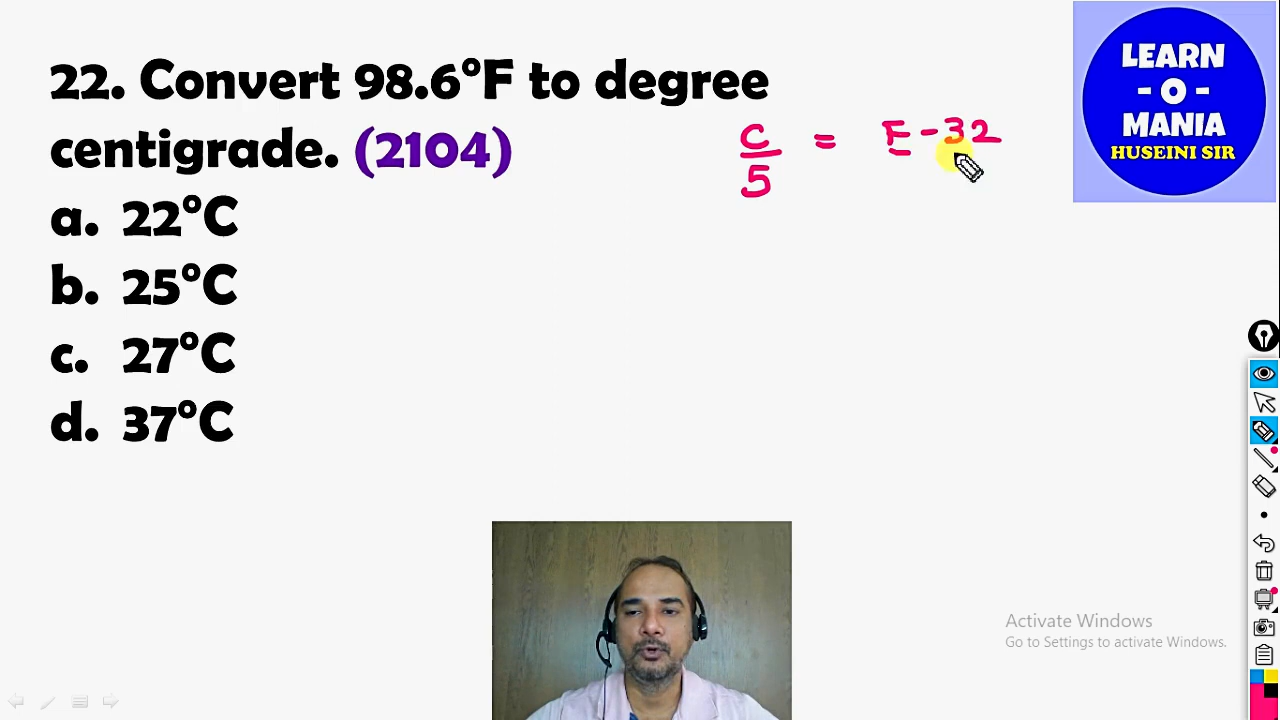 22. Convert 98.6°F to degree
centigrade. (2104)
C/5 = F-32
a. 22°C
b. 25°C
c. 27°C
d. 37°C
LEARN
- O -
MANIA
HUSEINI SIR
Activate Windows
Go to Settings to activate Windows.